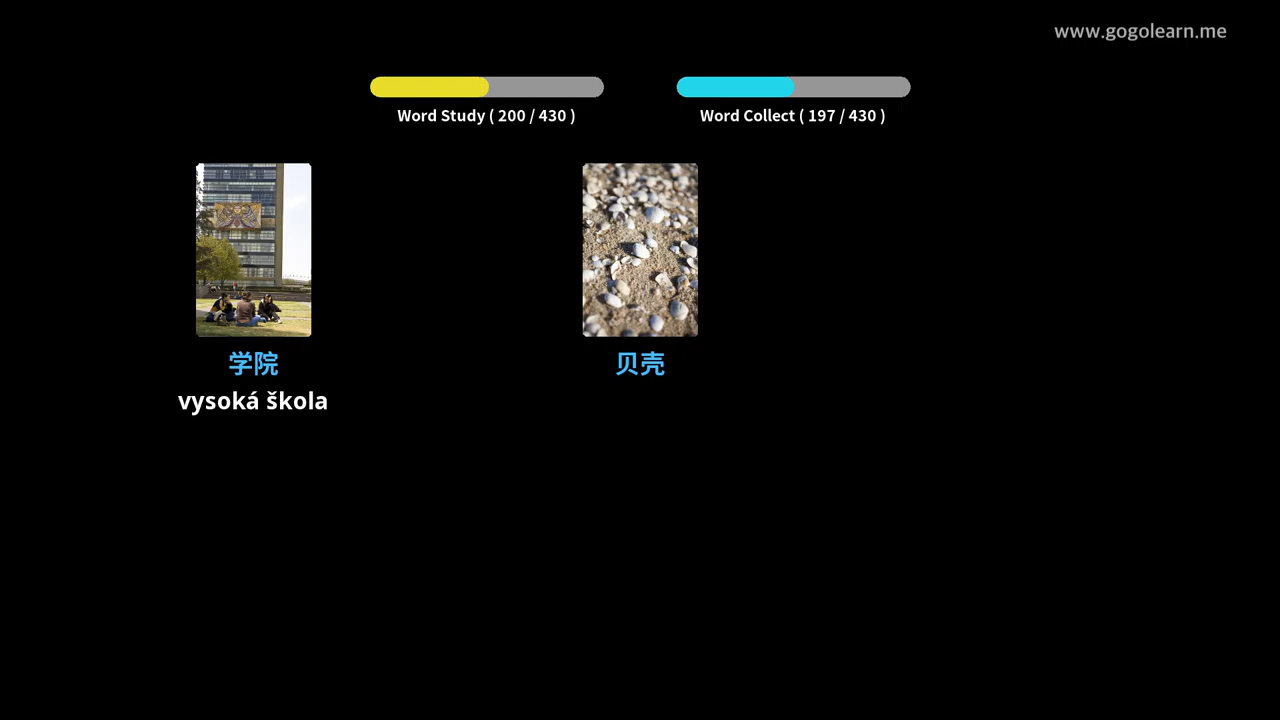 www.gogolearn.me
Word Study ( 200 / 430 )
Word Collect ( 197 / 430 )
学院
贝壳
vysoká škola